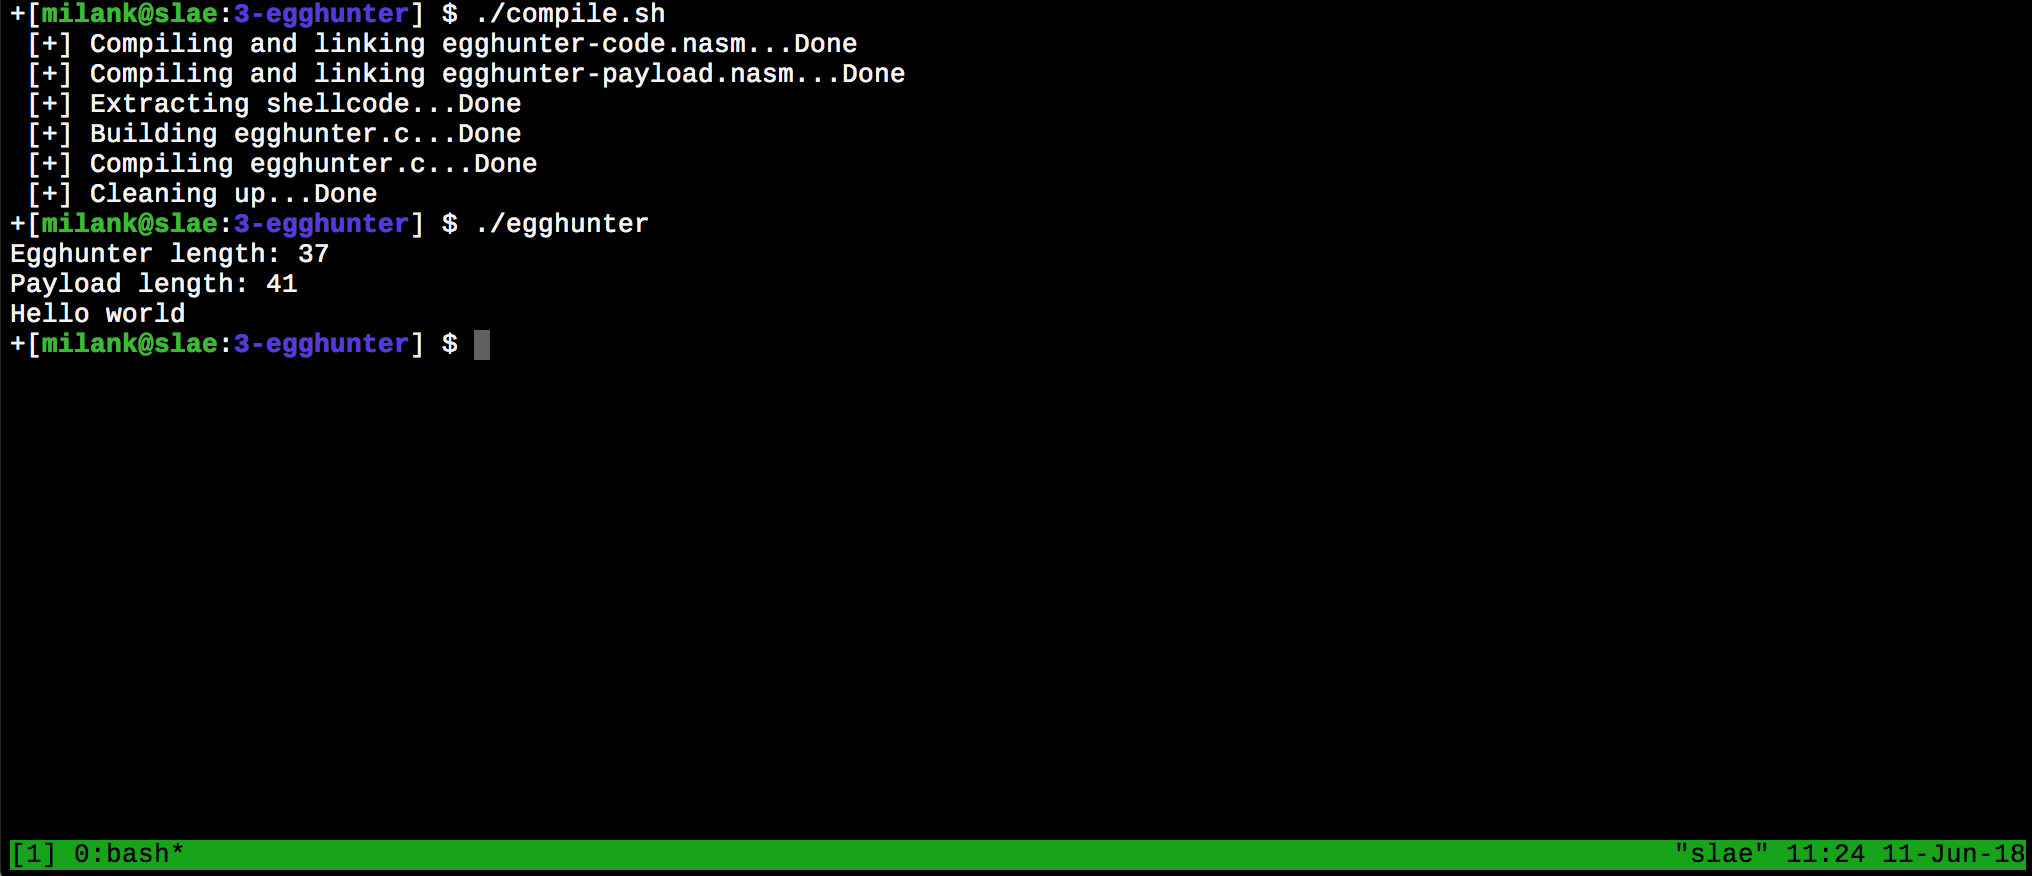 +[milank@slae:3-egghunter] $ ./compile.sh
[+] Compiling and linking egghunter-code.nasm...Done
[+] Compiling and linking egghunter-payload.nasm...Done
[+] Extracting shellcode...Done
[+] Building egghunter.c...Done
[+] Compiling egghunter.c...Done
[+] Cleaning up...Done
+[milank@slae:3-egghunter] $ ./egghunter
Egghunter length: 37
Payload length: 41
Hello world
+[milank@slae:3-egghunter] $
[1] 0:bash* "slae" 11:24 11-Jun-18